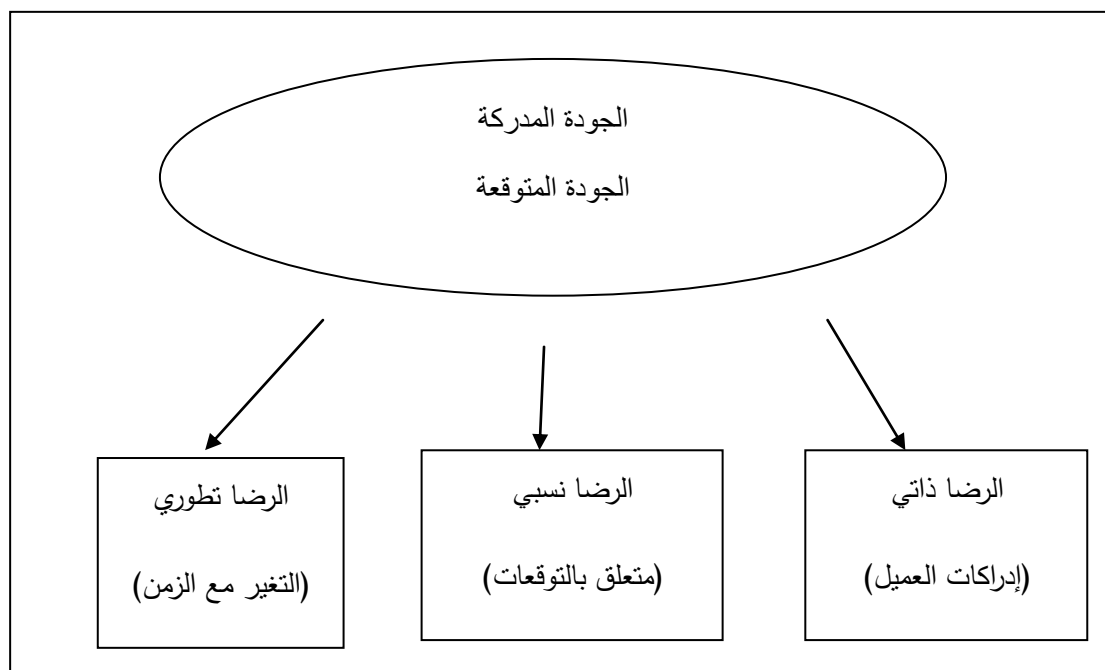 الجودة المدركة
الجودة المتوقعة
الرضا ذاتي
(إدراكات العميل)
الرضا نسبي
(متعلق بالتوقعات)
الرضا تطوري
(التغير مع الزمن)